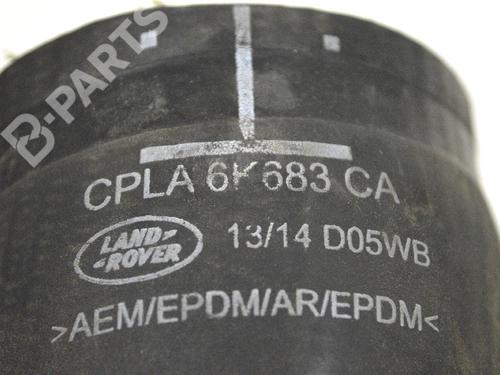 B-PARTS
CPLA 6K683 CA
LAND ROVER
13/14 D05WB
>AEM/EPDM/AR/EPDM<